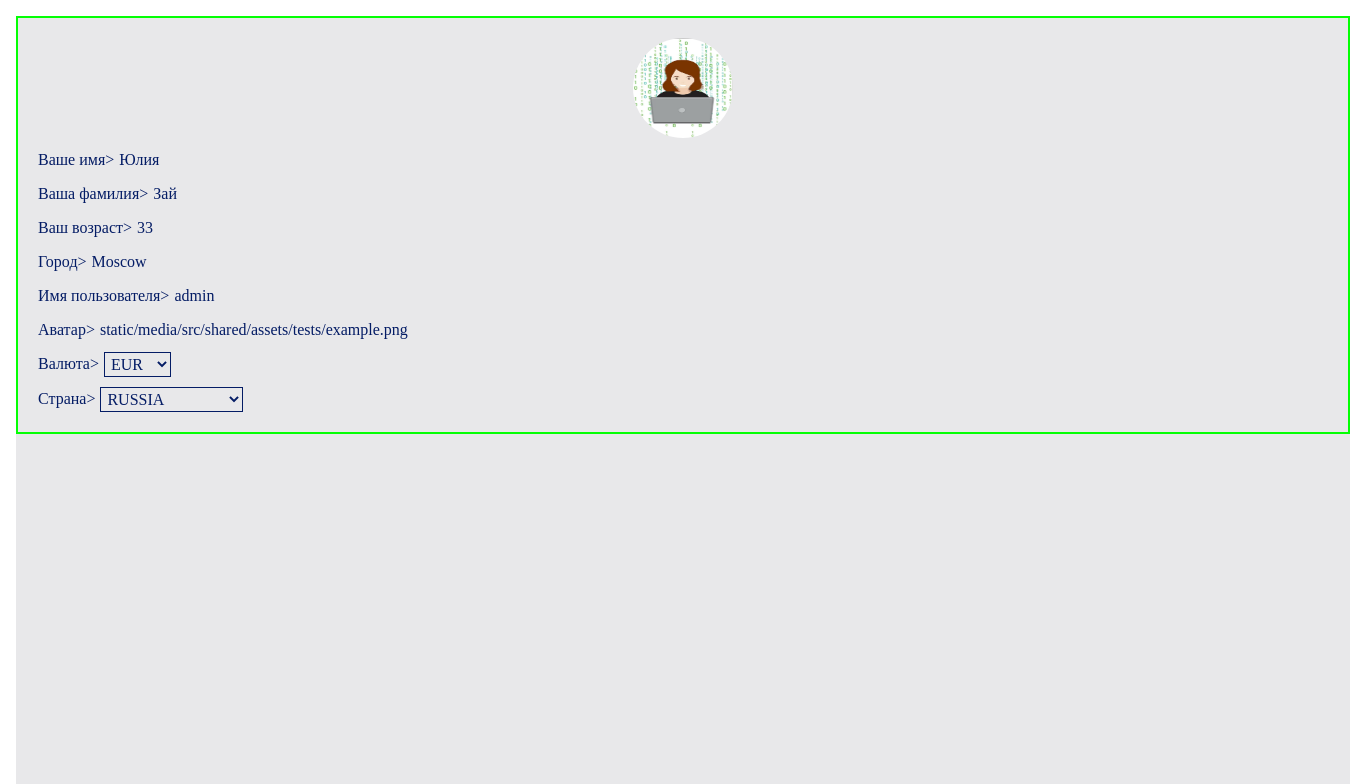 Ваше имя> Юлия
Ваша фамилия> Зай
Ваш возраст> 33
Город> Moscow
Имя пользователя> admin
Аватар> static/media/src/shared/assets/tests/example.png
Валюта> EUR
Страна> RUSSIA